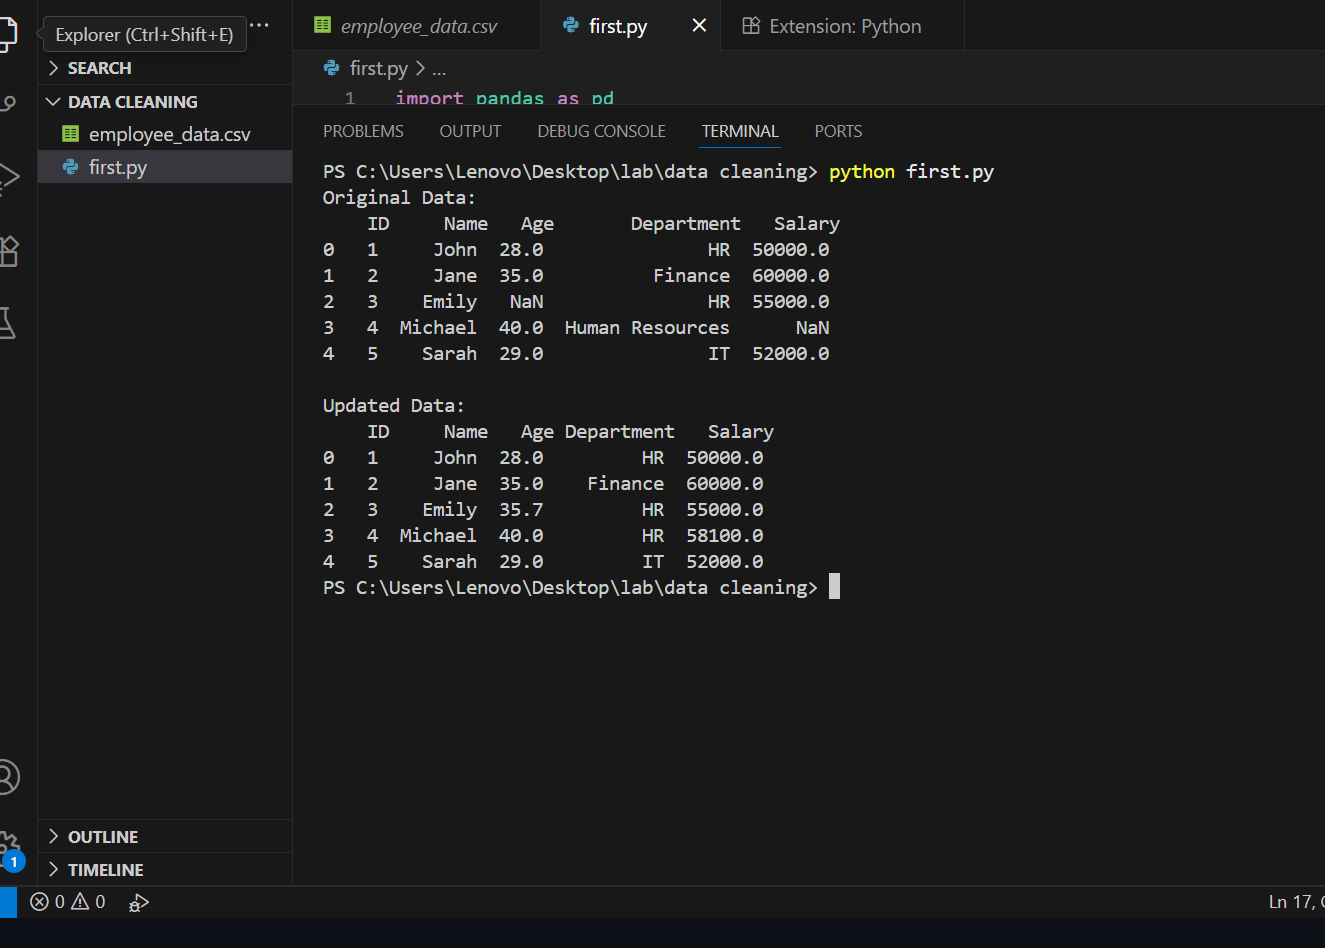 Explorer (Ctrl+Shift+E)
...
employee_data.csv
first.py
Extension: Python
SEARCH
DATA CLEANING
employee_data.csv
first.py
first.py > ...
1 import pandas as pd
PROBLEMS OUTPUT DEBUG CONSOLE TERMINAL PORTS
PS C:\Users\Lenovo\Desktop\lab\data cleaning> python first.py
Original Data:
ID Name Age Department Salary
0 1 John 28.0 HR 50000.0
1 2 Jane 35.0 Finance 60000.0
2 3 Emily NaN HR 55000.0
3 4 Michael 40.0 Human Resources NaN
4 5 Sarah 29.0 IT 52000.0
Updated Data:
ID Name Age Department Salary
0 1 John 28.0 HR 50000.0
1 2 Jane 35.0 Finance 60000.0
2 3 Emily 35.7 HR 55000.0
3 4 Michael 40.0 HR 58100.0
4 5 Sarah 29.0 IT 52000.0
PS C:\Users\Lenovo\Desktop\lab\data cleaning>
OUTLINE
TIMELINE
1
0 0
Ln 17,